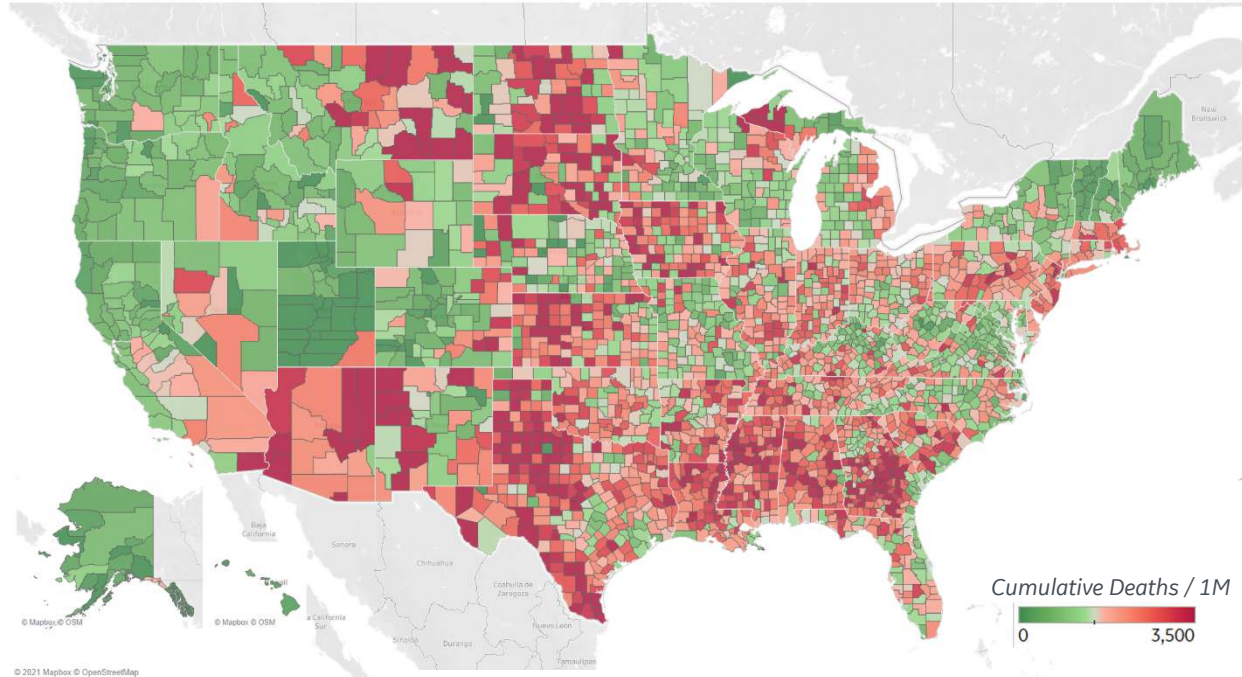 New
Brunswick
Baja
California
Sonora
Chihuahua
Coahuila de
Zaragoza
Nuevo León
Tamaulipas
Sinaloa
Durango
a California
Sur
© Mapbox © OSM
© Mapbox © OSM
Cumulative Deaths / 1M
0
3,500
© 2021 Mapbox © OpenStreetMap